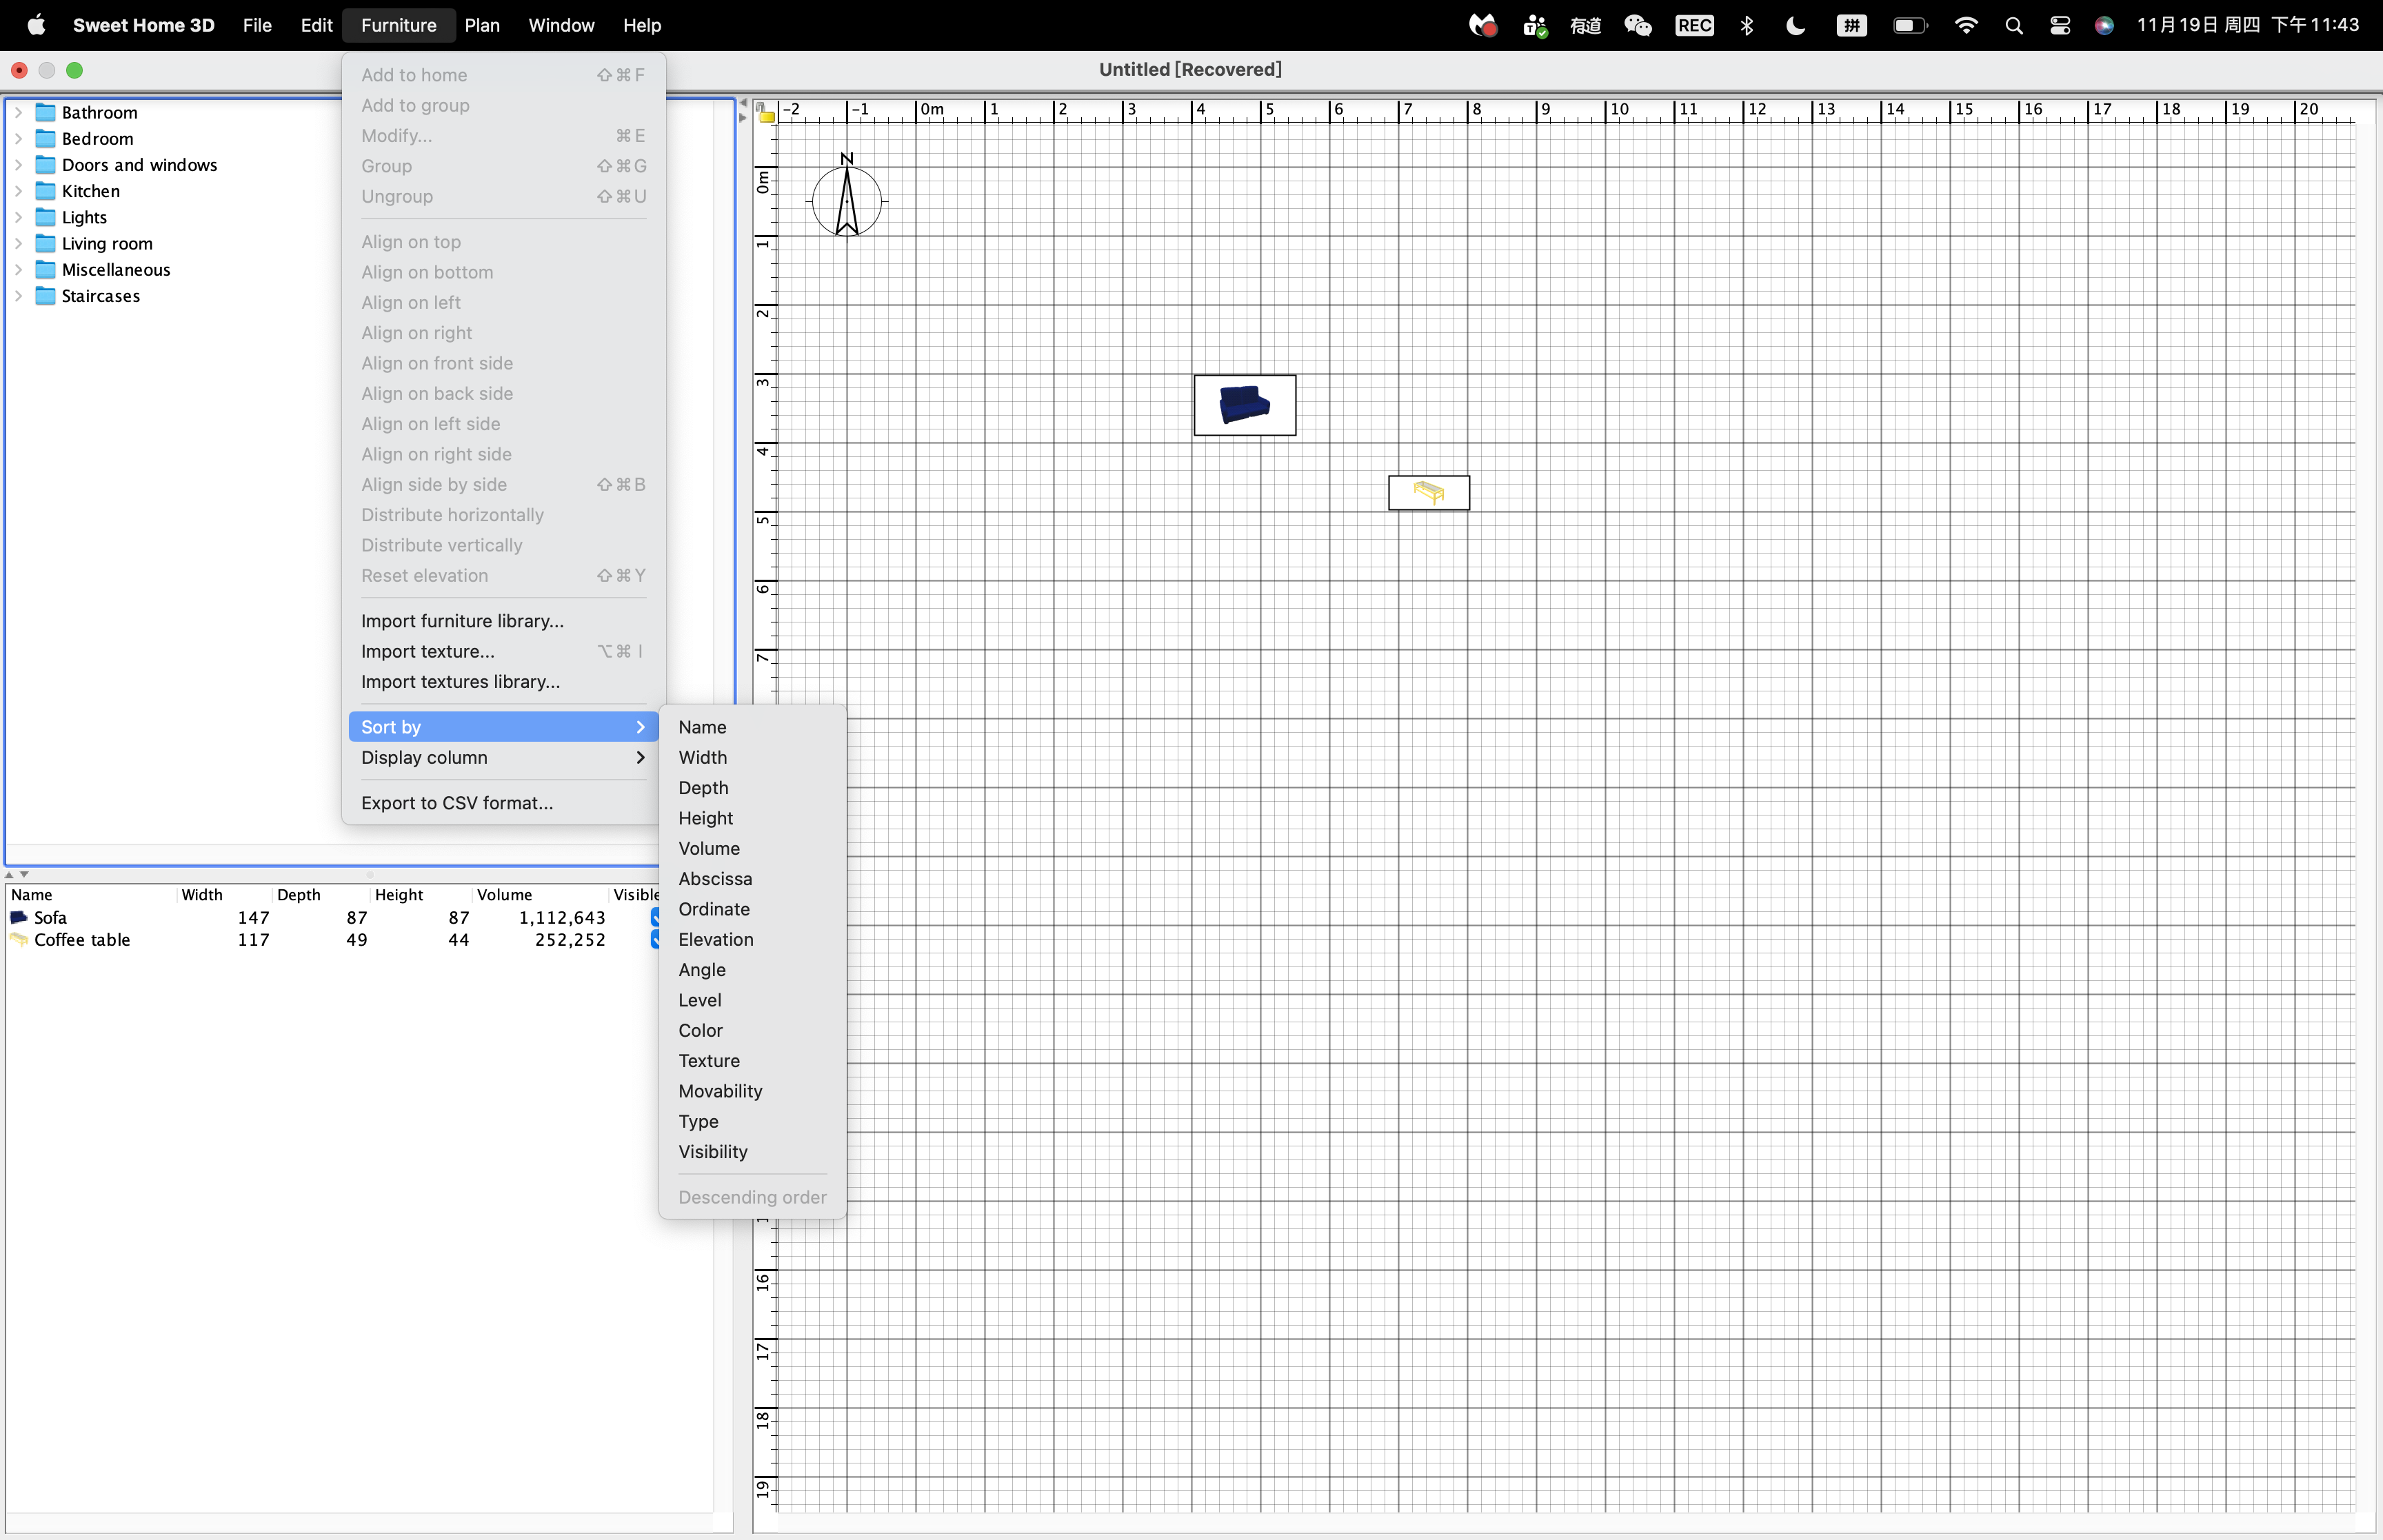 Sweet Home 3D File Edit Furniture Plan Window Help 有道 REC 拼 11月19日 周四 下午 11:43
Untitled [Recovered]
Bathroom
Bedroom
Doors and windows
Kitchen
Lights
Living room
Miscellaneous
Staircases
Add to home ⇧⌘F
Add to group
Modify... ⌘E
Group ⇧⌘G
Ungroup ⇧⌘U
Align on top
Align on bottom
Align on left
Align on right
Align on front side
Align on back side
Align on left side
Align on right side
Align side by side ⇧⌘B
Distribute horizontally
Distribute vertically
Reset elevation ⇧⌘Y
Import furniture library...
Import texture... ⌥⌘I
Import textures library...
Sort by
Display column
Export to CSV format...
Name
Width
Depth
Height
Volume
Abscissa
Ordinate
Elevation
Angle
Level
Color
Texture
Movability
Type
Visibility
Descending order
Name Width Depth Height Volume Visible
Sofa 147 87 87 1,112,643
Coffee table 117 49 44 252,252
-2 -1 0m 1 2 3 4 5 6 7 8 9 10 11 12 13 14 15 16 17 18 19 20
N
0m
1
2
3
4
5
6
7
16
17
18
19